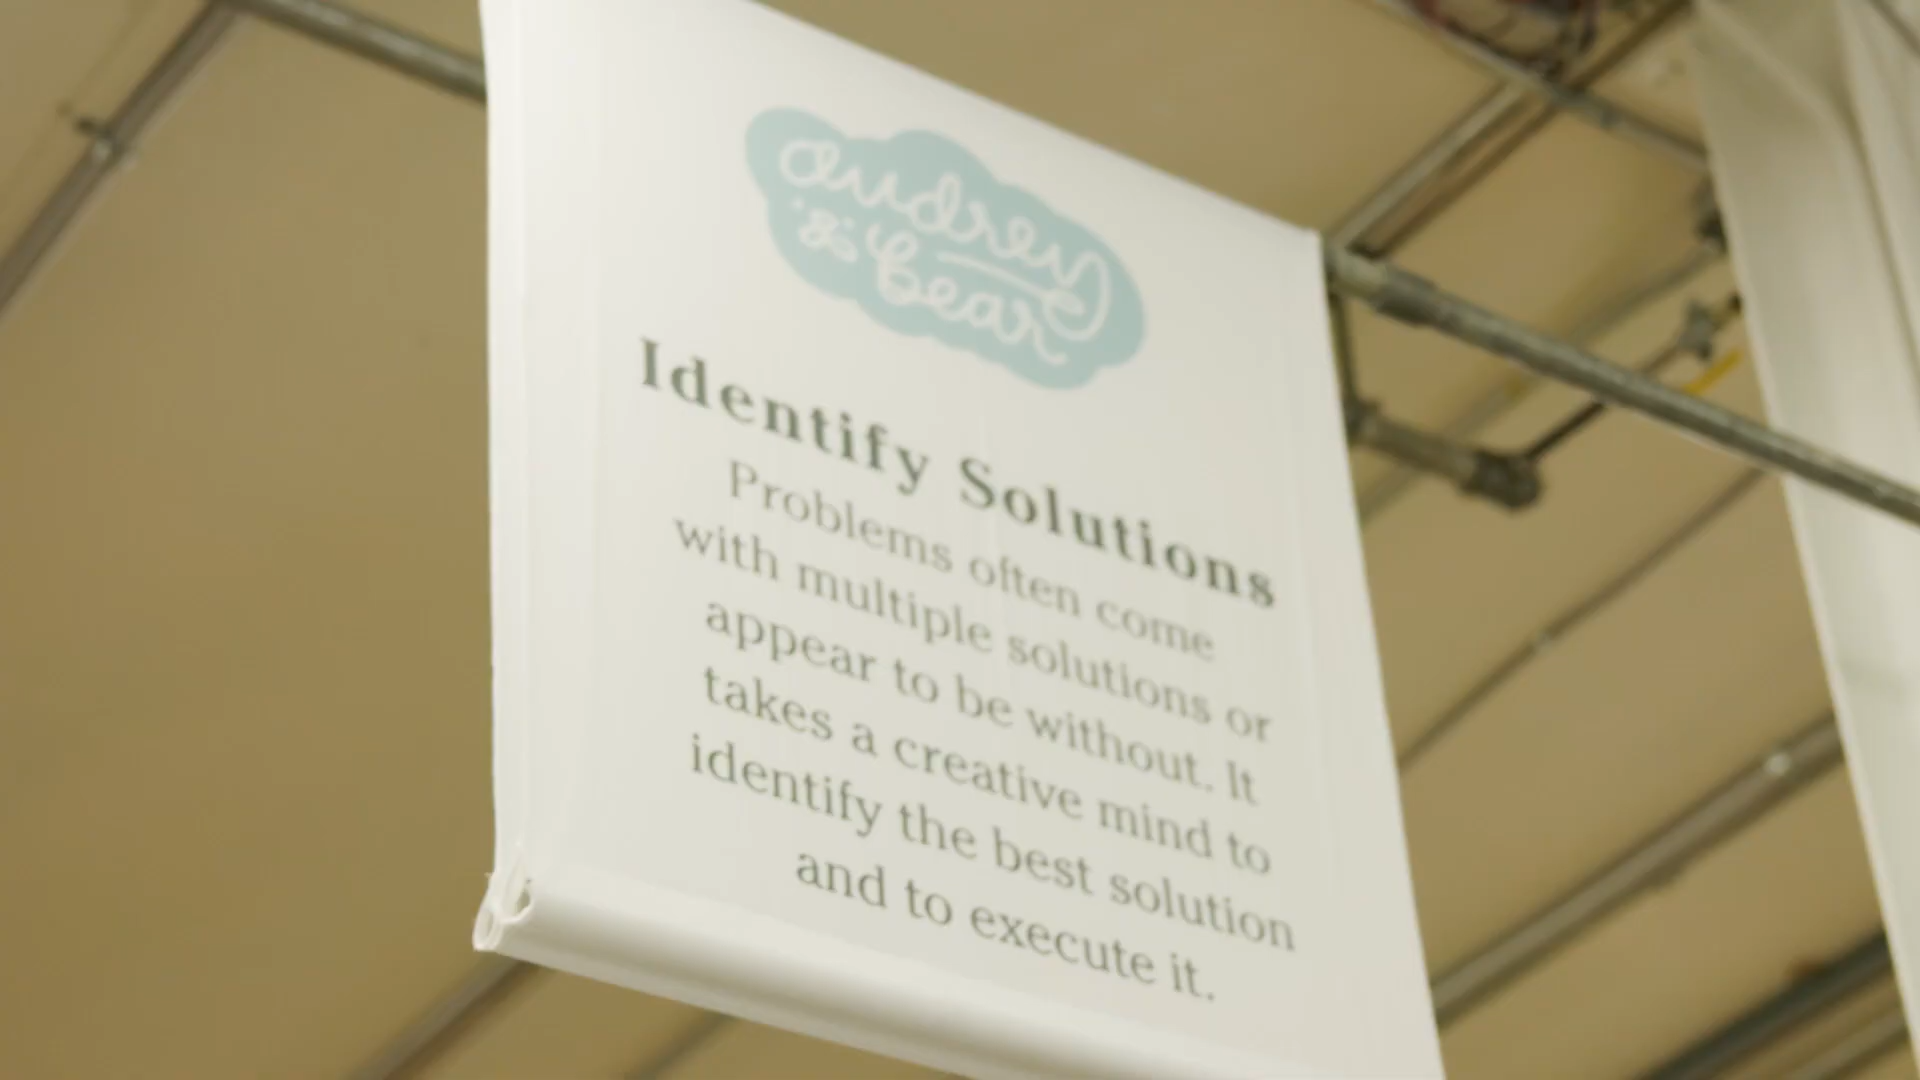 audrey
& bear
Identify Solutions
Problems often come
with multiple solutions or
appear to be without. It
takes a creative mind to
identify the best solution
and to execute it.